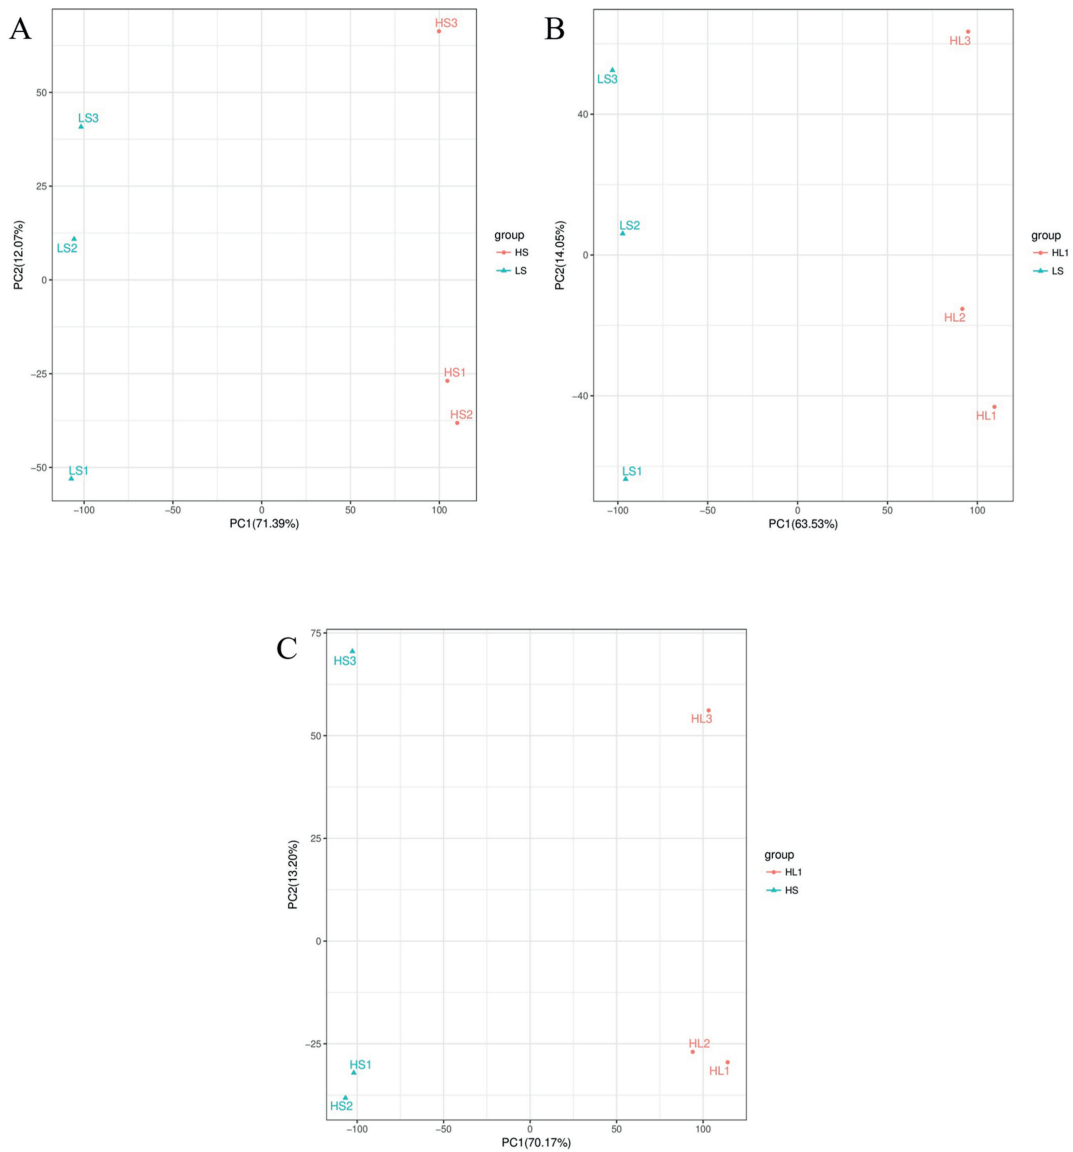 A
HS3
LS3
LS2
HS1
HS2
LS1
50
25
0
−25
−50
−100
−50
0
50
100
PC1(71.39%)
PC2(12.07%)
group
HS
LS
B
HL3
LS3
LS2
HL2
HL1
LS1
40
0
−40
−100
−50
0
50
100
PC1(63.53%)
PC2(14.05%)
group
HL1
LS
C
HS3
HL3
HL2
HS1
HL1
HS2
75
50
25
0
−25
−100
−50
0
50
100
PC1(70.17%)
PC2(13.20%)
group
HL1
HS